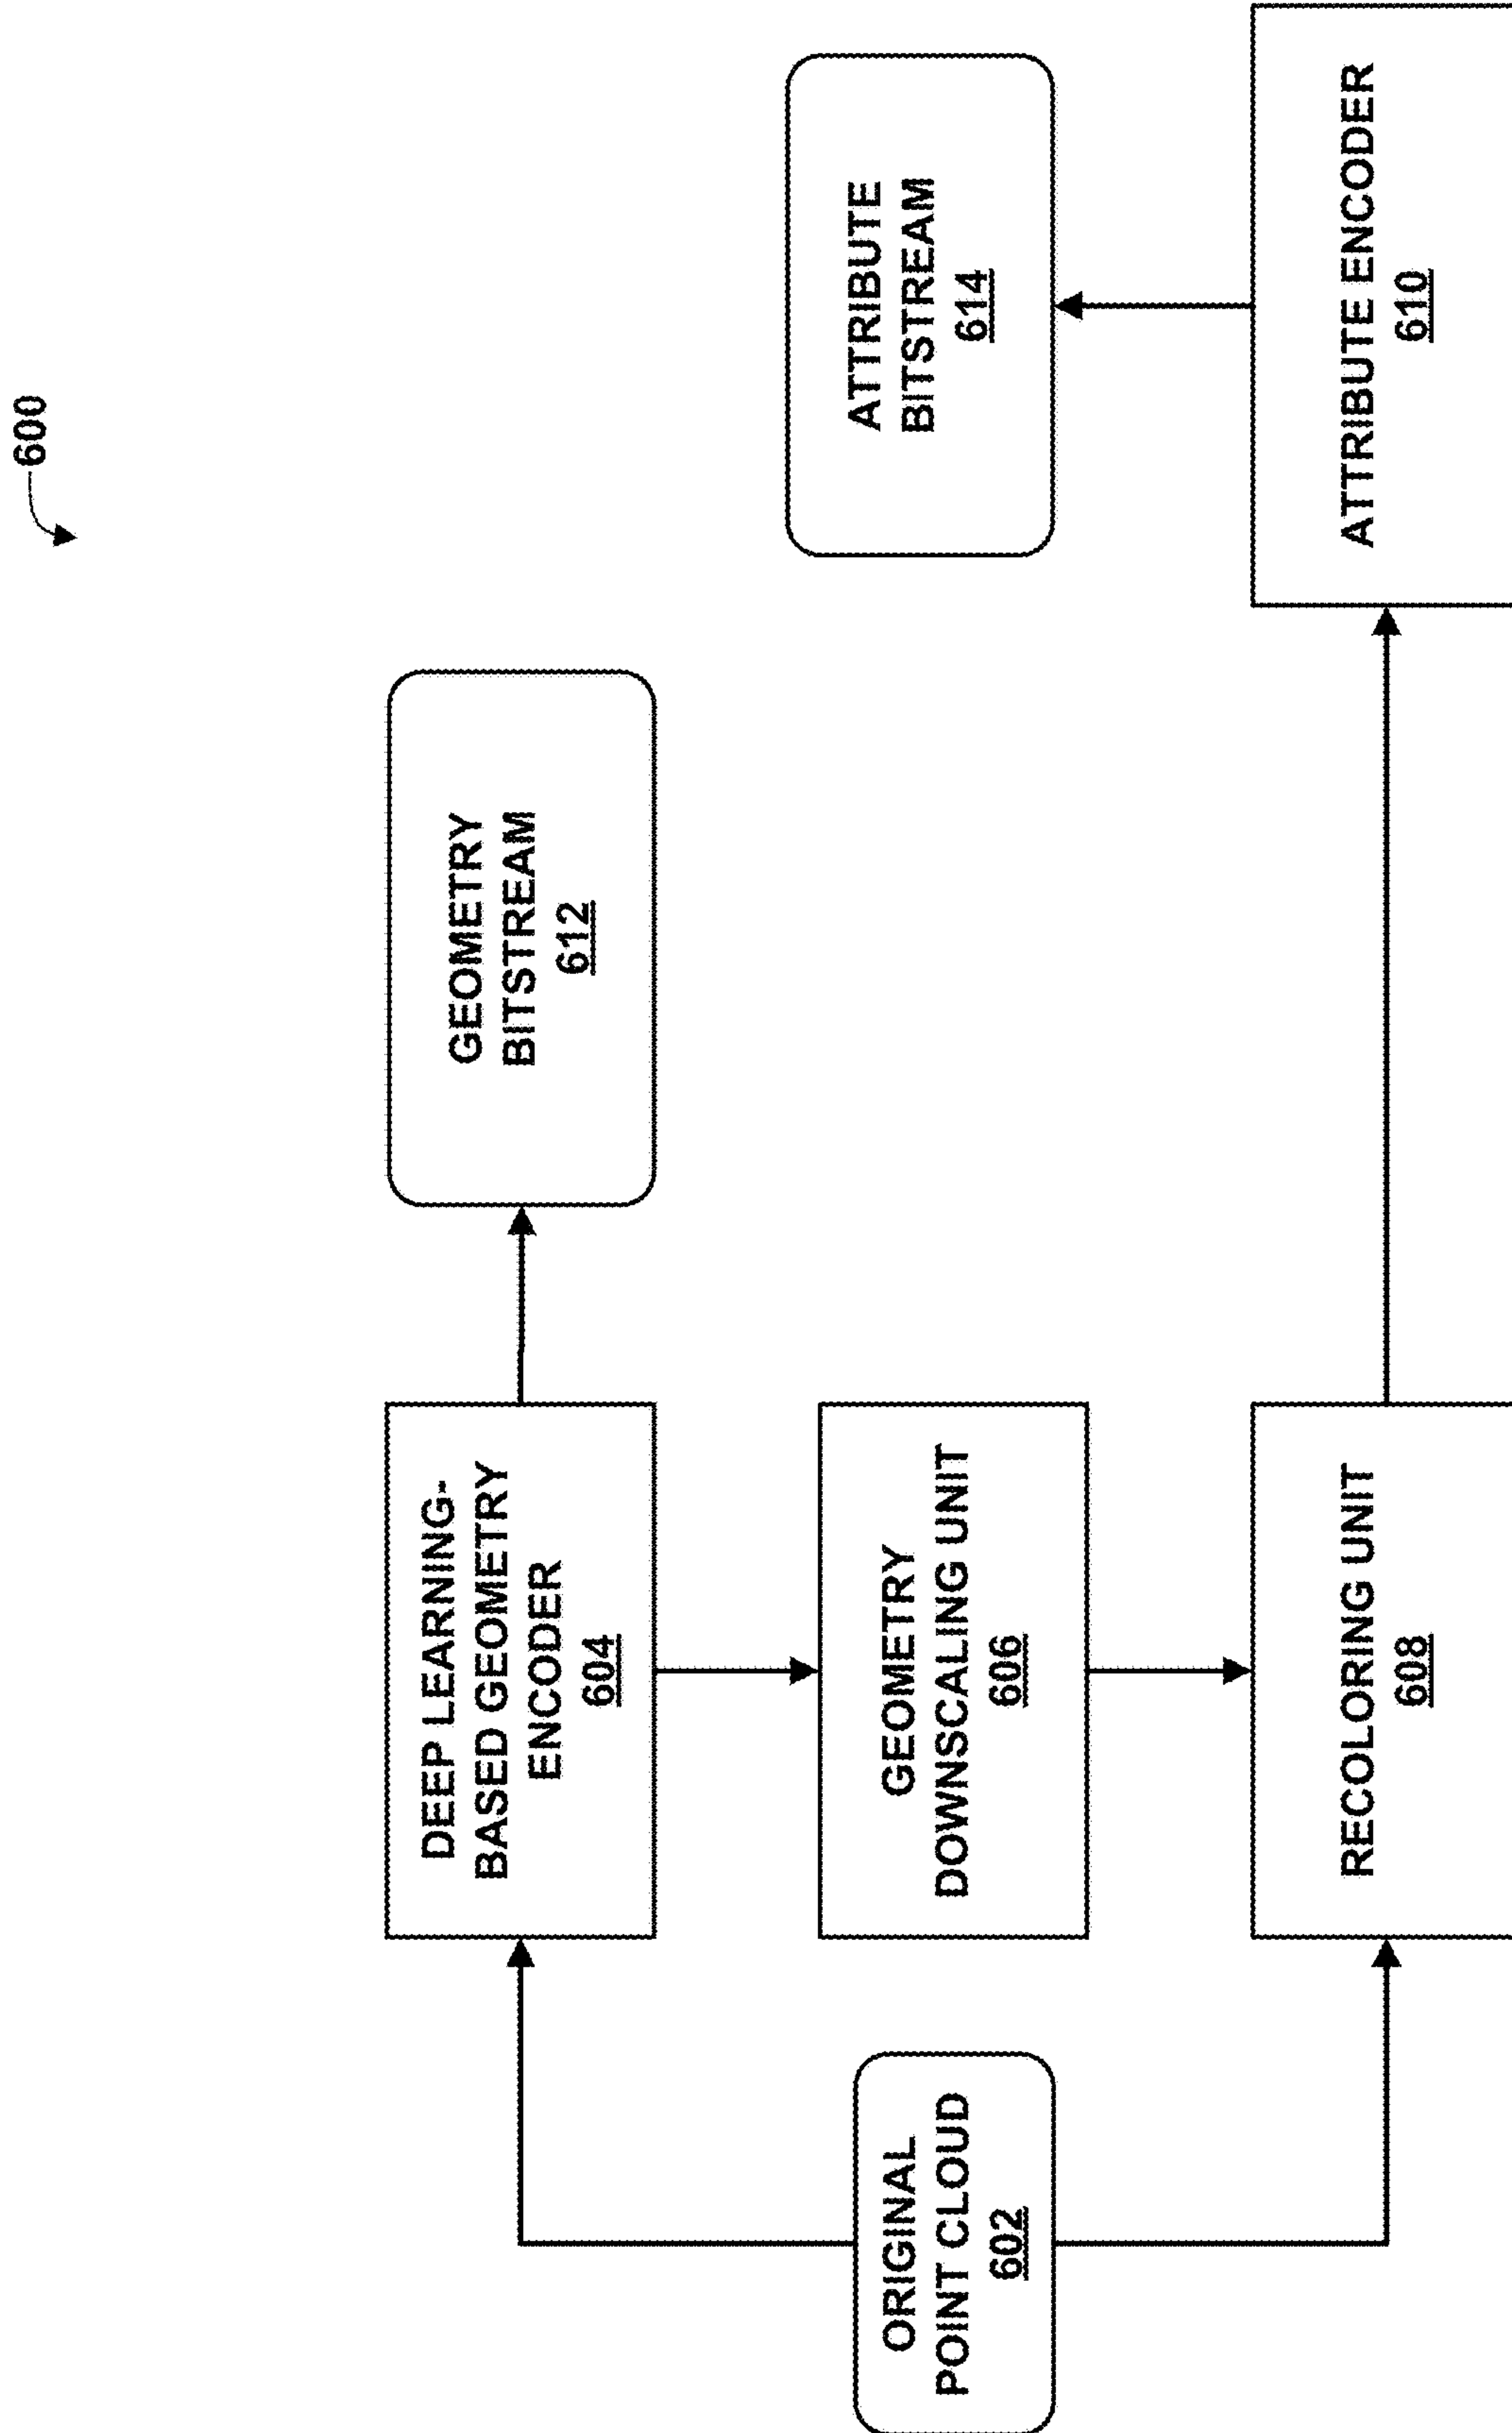 600
ORIGINAL
POINT CLOUD
602
DEEP LEARNING-
BASED GEOMETRY
ENCODER
604
GEOMETRY
DOWNSCALING UNIT
606
RECOLORING UNIT
608
GEOMETRY
BITSTREAM
612
ATTRIBUTE
BITSTREAM
614
ATTRIBUTE ENCODER
610